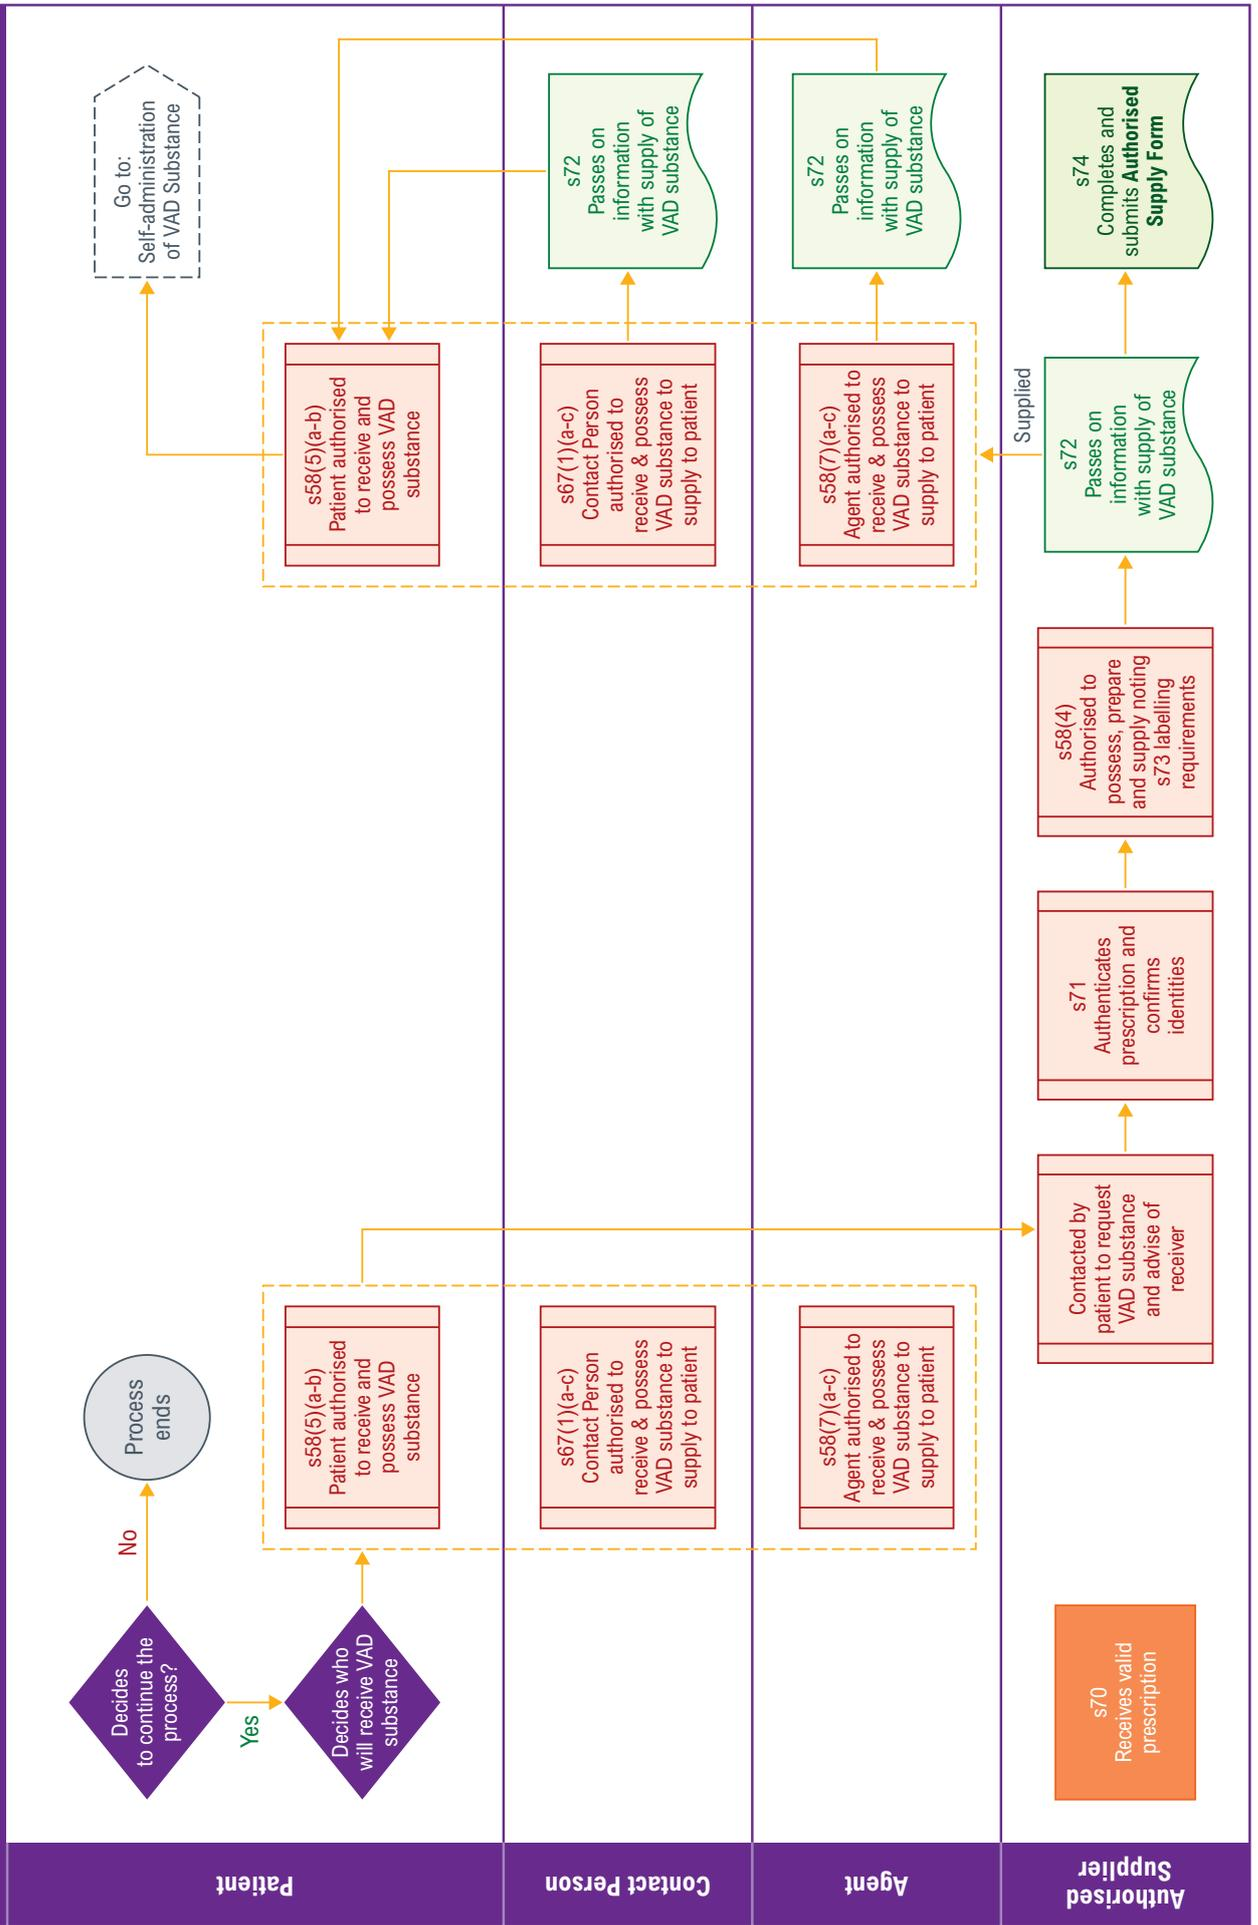 Patient
Decides
to continue the
process?
No
Process
ends
Yes
Decides who
will receive VAD
substance
s58(5)(a-b)
Patient authorised
to receive and
possess VAD
substance
s58(5)(a-b)
Patient authorised
to receive and
possess VAD
substance
Go to:
Self-administration
of VAD Substance
Contact Person
s67(1)(a-c)
Contact Person
authorised to
receive & possess
VAD substance to
supply to patient
s67(1)(a-c)
Contact Person
authorised to
receive & possess
VAD substance to
supply to patient
s72
Passes on
information
with supply of
VAD substance
Agent
s58(7)(a-c)
Agent authorised to
receive & possess
VAD substance to
supply to patient
s58(7)(a-c)
Agent authorised to
receive & possess
VAD substance to
supply to patient
s72
Passes on
information
with supply of
VAD substance
Authorised
Supplier
s70
Receives valid
prescription
Contacted by
patient to request
VAD substance
and advise of
receiver
s71
Authenticates
prescription and
confirms
identities
s58(4)
Authorised to
possess, prepare
and supply noting
s73 labelling
requirements
Supplied
s72
Passes on
information
with supply of
VAD substance
s74
Completes and
submits Authorised
Supply Form